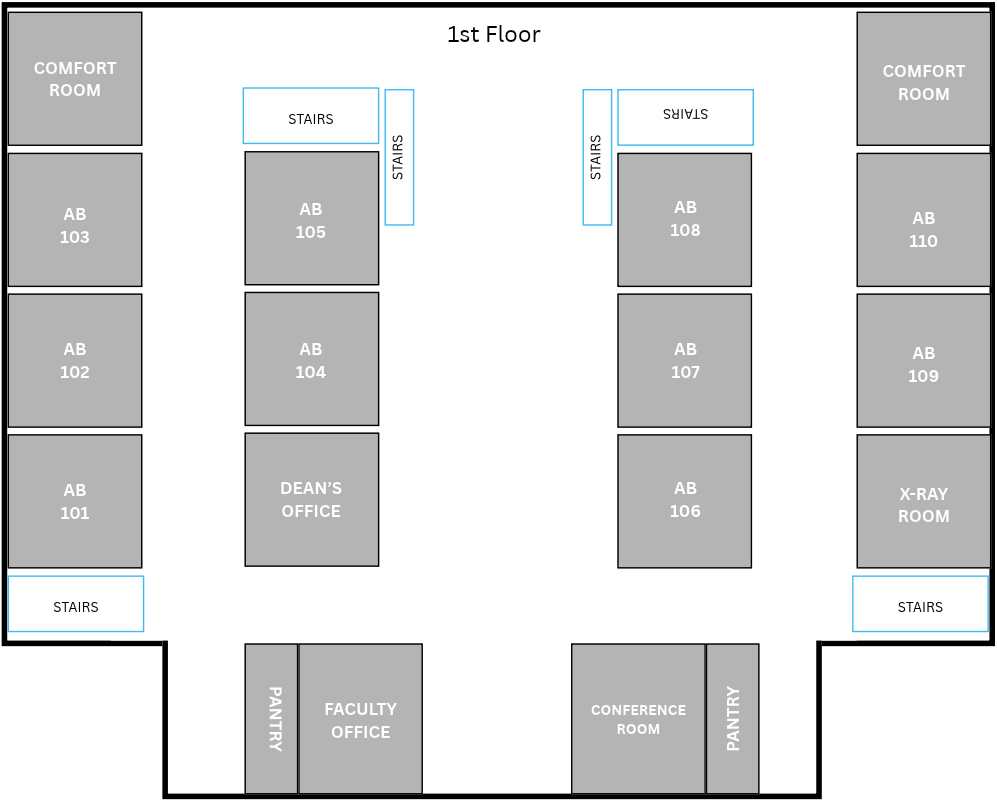 1st Floor
COMFORT
ROOM
COMFORT
ROOM
STAIRS
STAIRS
STAIRS
STAIRS
AB
103
AB
105
AB
108
AB
110
AB
102
AB
104
AB
107
AB
109
AB
101
DEAN’S
OFFICE
AB
106
X-RAY
ROOM
STAIRS
STAIRS
PANTRY
FACULTY
OFFICE
CONFERENCE
ROOM
PANTRY